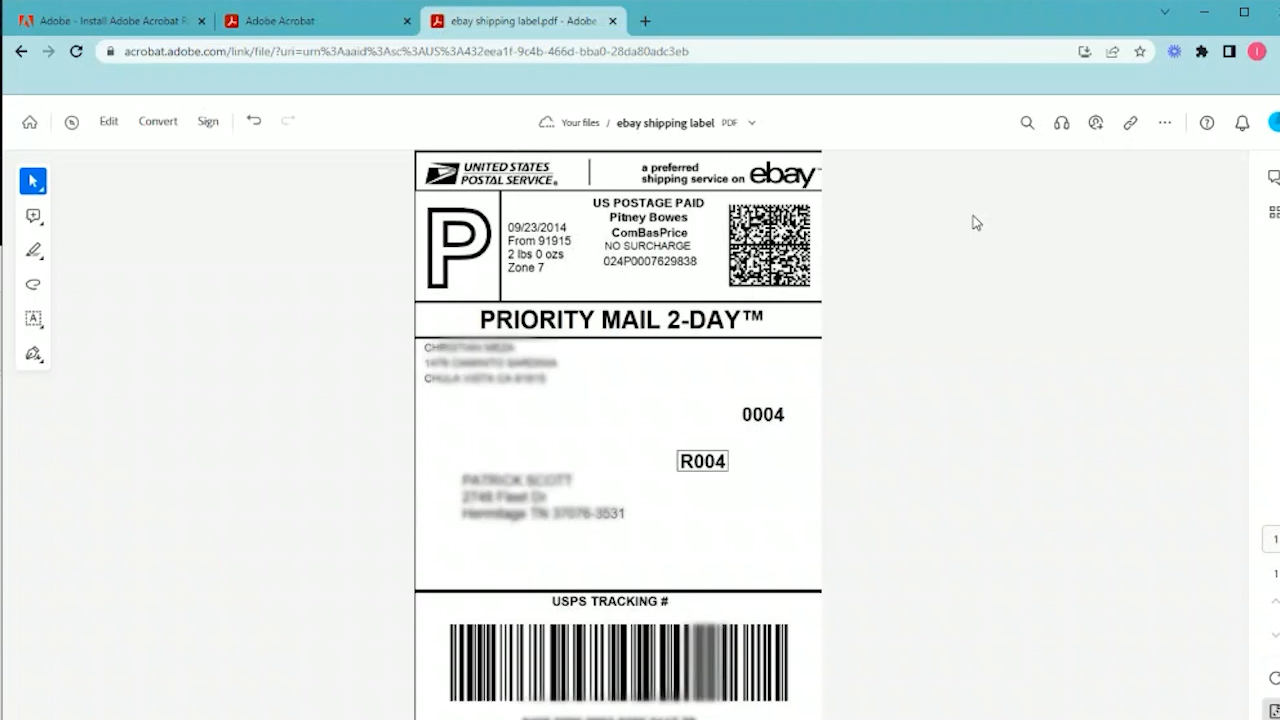 Adobe - Install Adobe Acrobat R
Adobe Acrobat
ebay shipping label.pdf - Adobe
acrobat.adobe.com/link/file/?uri=urn%3Aaaid%3Asc%3AUS%3A432eea1f-9c4b-466d-bba0-28da80adc3eb
Edit Convert Sign
Your files / ebay shipping label PDF
UNITED STATES
POSTAL SERVICE®
a preferred
shipping service on ebay
P
09/23/2014
From 91915
2 lbs 0 ozs
Zone 7
US POSTAGE PAID
Pitney Bowes
ComBasPrice
NO SURCHARGE
024P0007629838
PRIORITY MAIL 2-DAY™
0004
R004
USPS TRACKING #
1
1